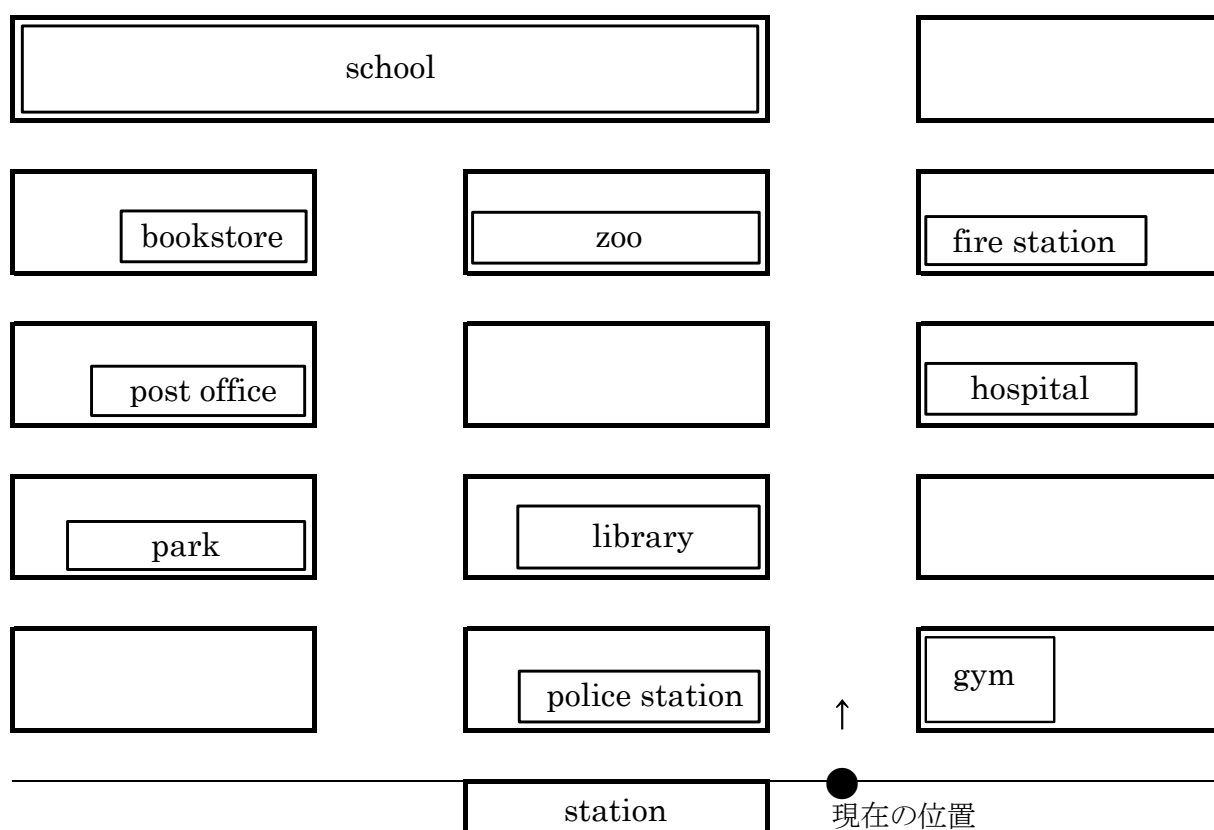 school
bookstore
zoo
fire station
post office
hospital
park
library
police station
↑
gym
station
現在の位置